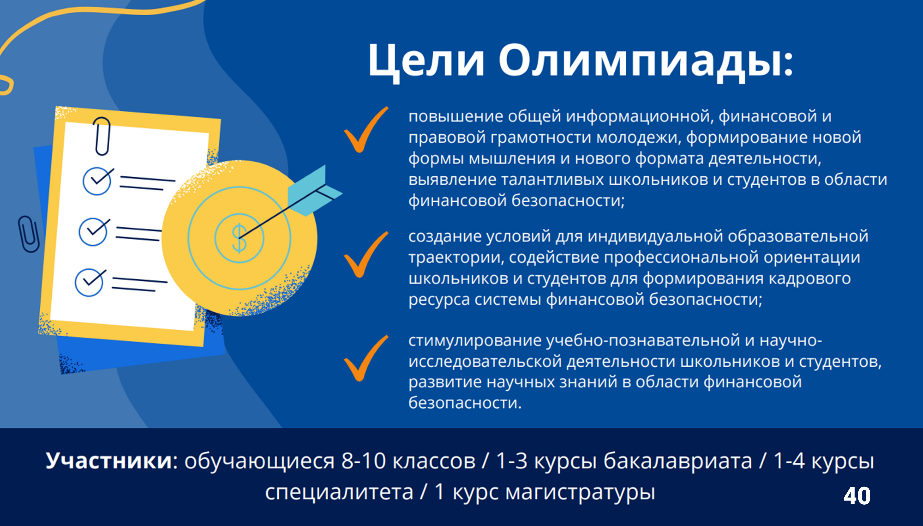 Цели Олимпиады:
повышение общей информационной, финансовой и
правовой грамотности молодежи, формирование новой
формы мышления и нового формата деятельности,
выявление талантливых школьников и студентов в области
финансовой безопасности;
создание условий для индивидуальной образовательной
траектории, содействие профессиональной ориентации
школьников и студентов для формирования кадрового
ресурса системы финансовой безопасности;
стимулирование учебно-познавательной и научно-
исследовательской деятельности школьников и студентов,
развитие научных знаний в области финансовой
безопасности.
$
Участники: обучающиеся 8-10 классов / 1-3 курсы бакалавриата / 1-4 курсы
специалитета / 1 курс магистратуры
40